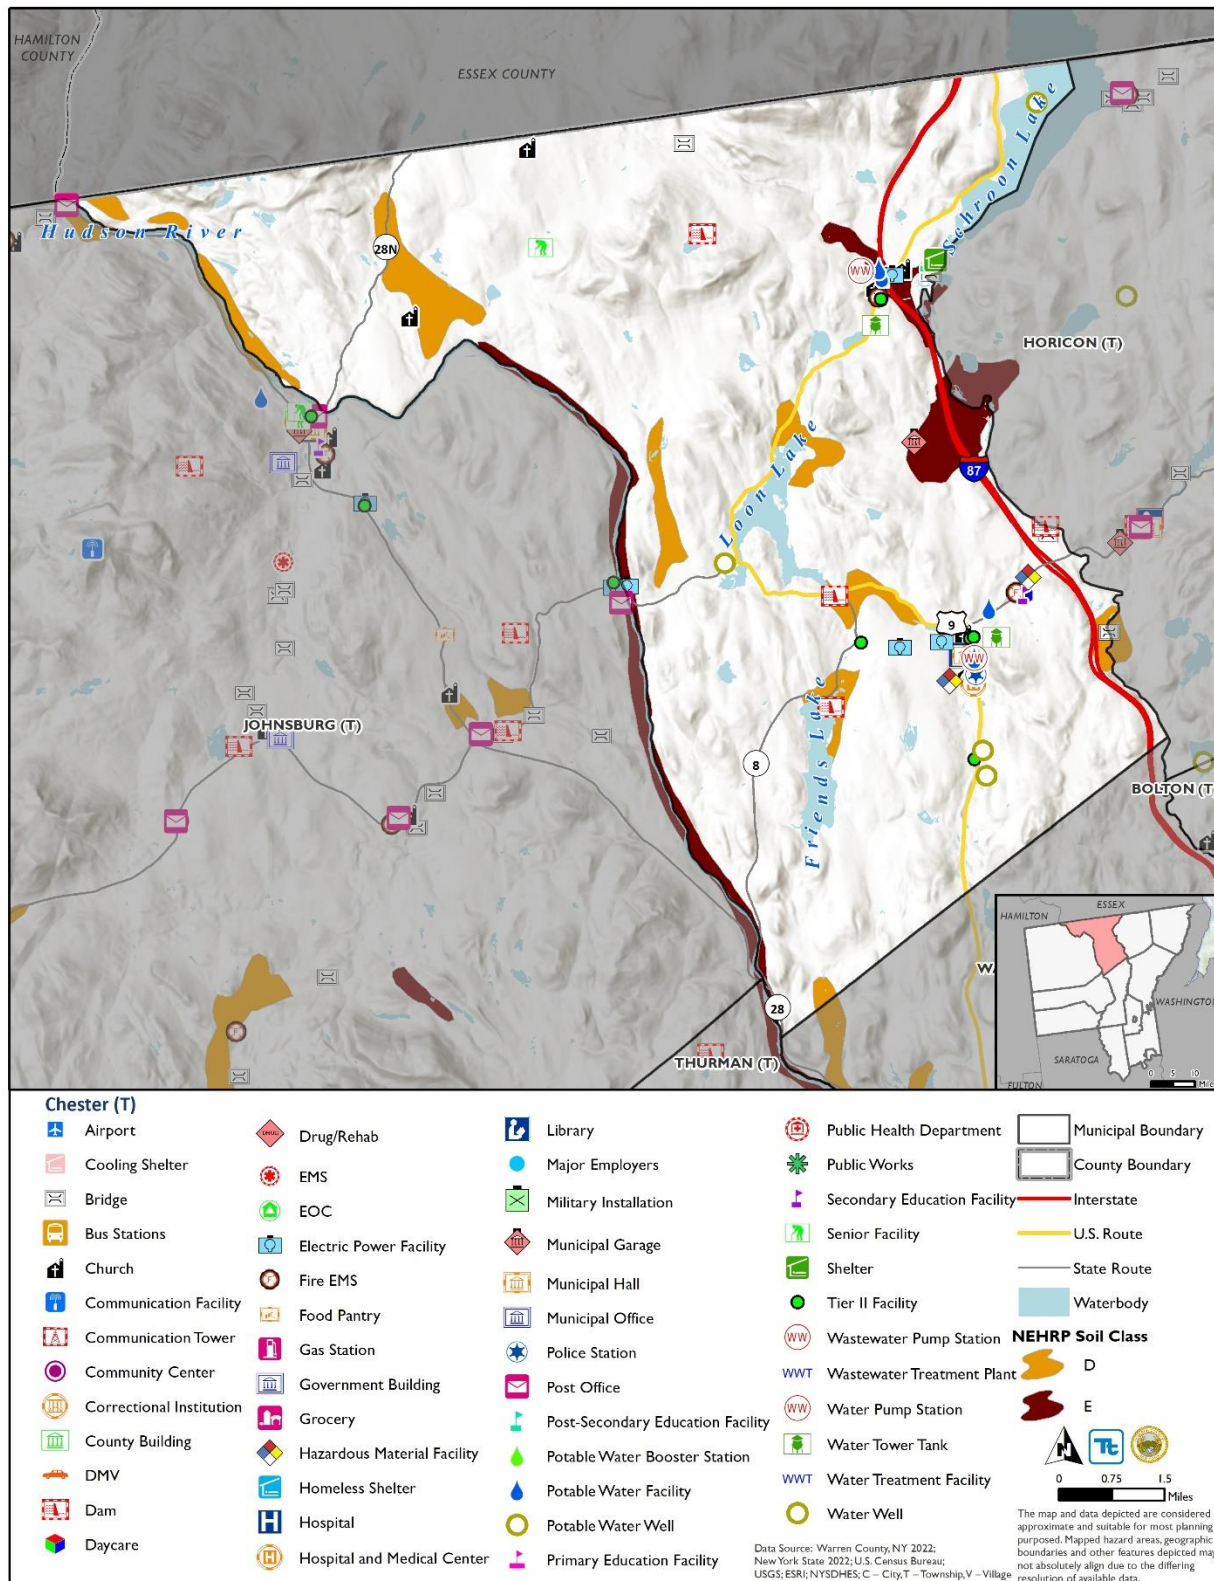 HAMILTON
COUNTY
ESSEX COUNTY
Schroon Lake
Hudson River
28N
HORICON (T)
Loon Lake
87
9
JOHNSBURG (T)
Friends Lake
8
BOLTON (T)
28
THURMAN (T)
ESSEX
HAMILTON
WASHINGTON
SARATOGA
FULTON
0 5 10
Chester (T)
Airport
Cooling Shelter
Bridge
Bus Stations
Church
Communication Facility
Communication Tower
Community Center
Correctional Institution
County Building
DMV
Dam
Daycare
Drug/Rehab
EMS
EOC
Electric Power Facility
Fire EMS
Food Pantry
Gas Station
Government Building
Grocery
Hazardous Material Facility
Homeless Shelter
Hospital
Hospital and Medical Center
Library
Major Employers
Military Installation
Municipal Garage
Municipal Hall
Municipal Office
Police Station
Post Office
Post-Secondary Education Facility
Potable Water Booster Station
Potable Water Facility
Potable Water Well
Primary Education Facility
Public Health Department
Public Works
Secondary Education Facility
Senior Facility
Shelter
Tier II Facility
WW Wastewater Pump Station
WWT Wastewater Treatment Plant
WW Water Pump Station
Water Tower Tank
WWT Water Treatment Facility
Water Well
Municipal Boundary
County Boundary
Interstate
U.S. Route
State Route
Waterbody
NEHRP Soil Class
D
E
N
Tt
0 0.75 1.5
Miles
Data Source: Warren County, NY 2022;
New York State 2022; U.S. Census Bureau;
USGS; ESRI; NYSDHES; C – City, T – Township, V – Village
The map and data depicted are considered
approximate and suitable for most planning
purposed. Mapped hazard areas, geographic
boundaries and other features depicted may
not absolutely align due to the differing
resolution of available data.